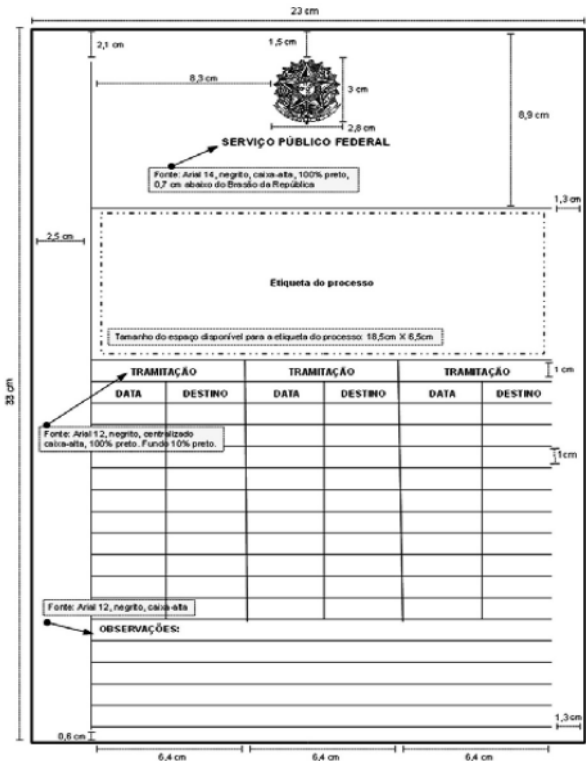 23 cm
2,1 cm
1,5 cm
8,3 cm
3 cm
8,9 cm
2,8 cm
SERVIÇO PÚBLICO FEDERAL
Fonte: Arial 14, negrito, caixa-alta, 100% preto,
0,7 cm abaixo do Brasão da República
1,3 cm
2,5 cm
Etiqueta do processo
Tamanho do espaço disponível para a etiqueta do processo: 18,5cm X 6,5cm
33 cm
TRAMITAÇÃO TRAMITAÇÃO TRAMITAÇÃO
1 cm
DATA DESTINO DATA DESTINO DATA DESTINO
Fonte: Arial 12, negrito, centralizado
caixa-alta, 100% preto. Fundo 10% preto.
1cm
Fonte: Arial 12, negrito, caixa-alta
OBSERVAÇÕES:
1,3 cm
0,6 cm
6,4 cm 6,4 cm 6,4 cm